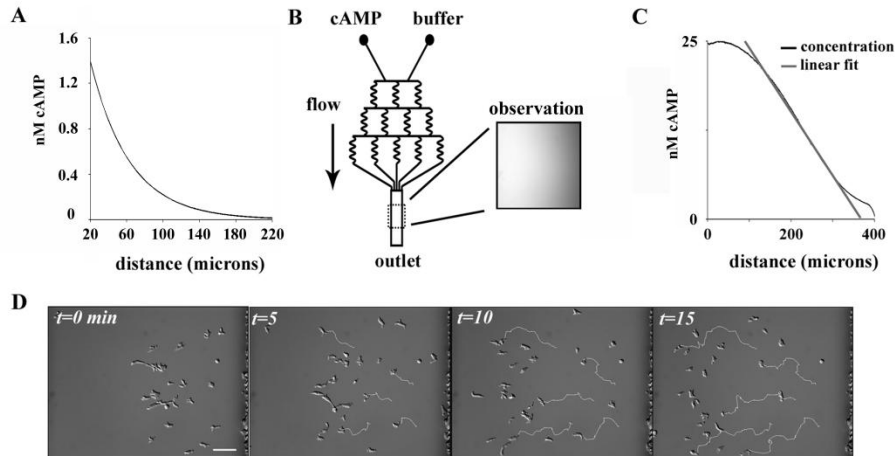 A
1.6
1.2
0.8
0.4
0
nM cAMP
20 60 100 140 180 220
distance (microns)
B
cAMP buffer
flow
observation
outlet
C
25
0
nM cAMP
concentration
linear fit
0 200 400
distance (microns)
D
t=0 min
t=5
t=10
t=15